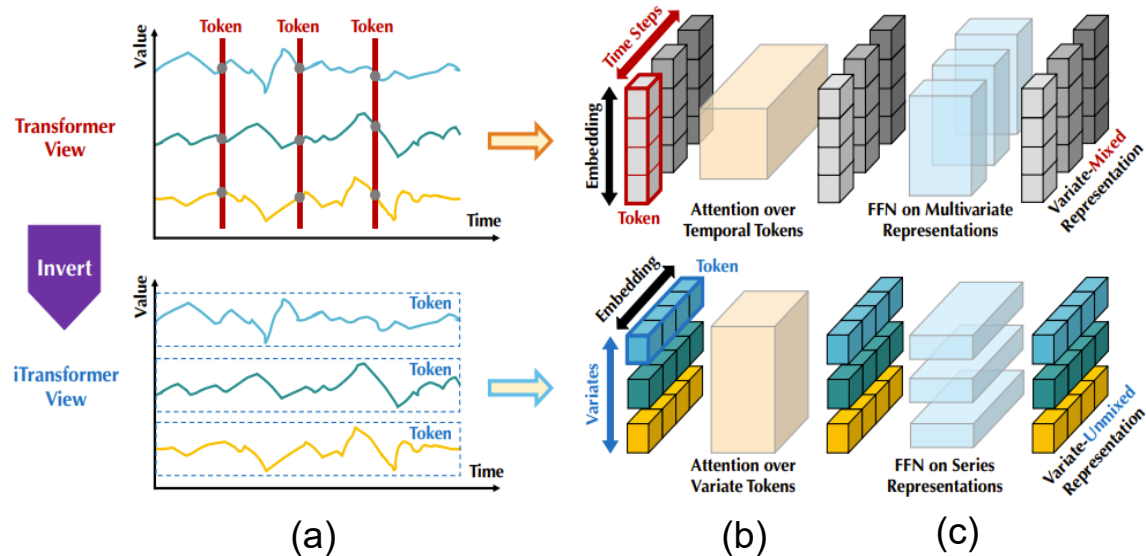 Value
Token
Token
Token
Transformer
View
Time
Invert
Value
Token
Token
Token
iTransformer
View
Time
(a)
Time Steps
Embedding
Token
Attention over
Temporal Tokens
FFN on Multivariate
Representations
Variate-Mixed
Representation
Embedding
Token
Variates
Attention over
Variate Tokens
FFN on Series
Representations
Variate-Unmixed
Representation
(b)
(c)